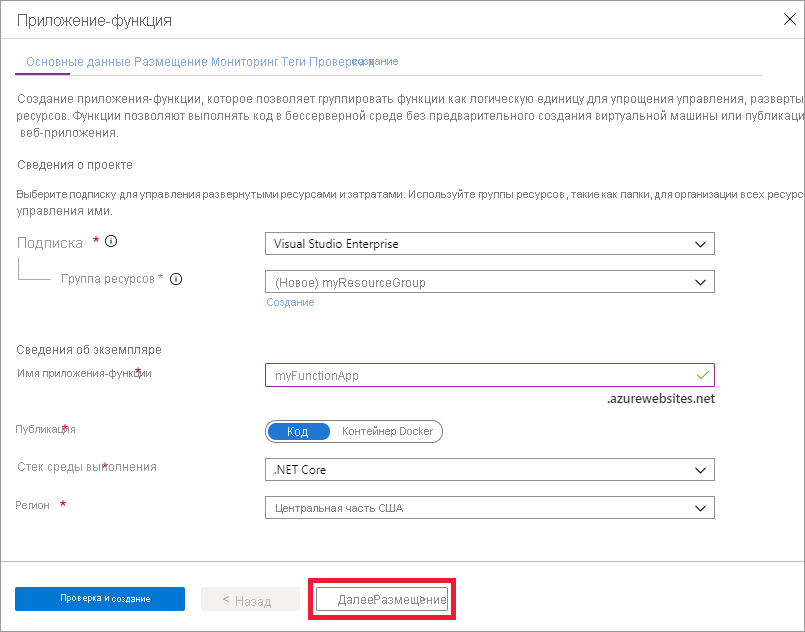 Приложение-функция
Основные данные Размещение Мониторинг Теги Проверка и создание
Создание приложения-функции, которое позволяет группировать функции как логическую единицу для упрощения управления, разверты
ресурсов. Функции позволяют выполнять код в бессерверной среде без предварительного создания виртуальной машины или публикаци
веб-приложения.
Сведения о проекте
Выберите подписку для управления развернутыми ресурсами и затратами. Используйте группы ресурсов, такие как папки, для организации всех ресурс
управления ими.
Подписка *
Visual Studio Enterprise
Группа ресурсов *
(Новое) myResourceGroup
Создание
Сведения об экземпляре
Имя приложения-функции *
myFunctionApp
.azurewebsites.net
Публикация *
Код Контейнер Docker
Стек среды выполнения *
.NET Core
Регион *
Центральная часть США
Проверка и создание < Назад ДалееРазмещение >